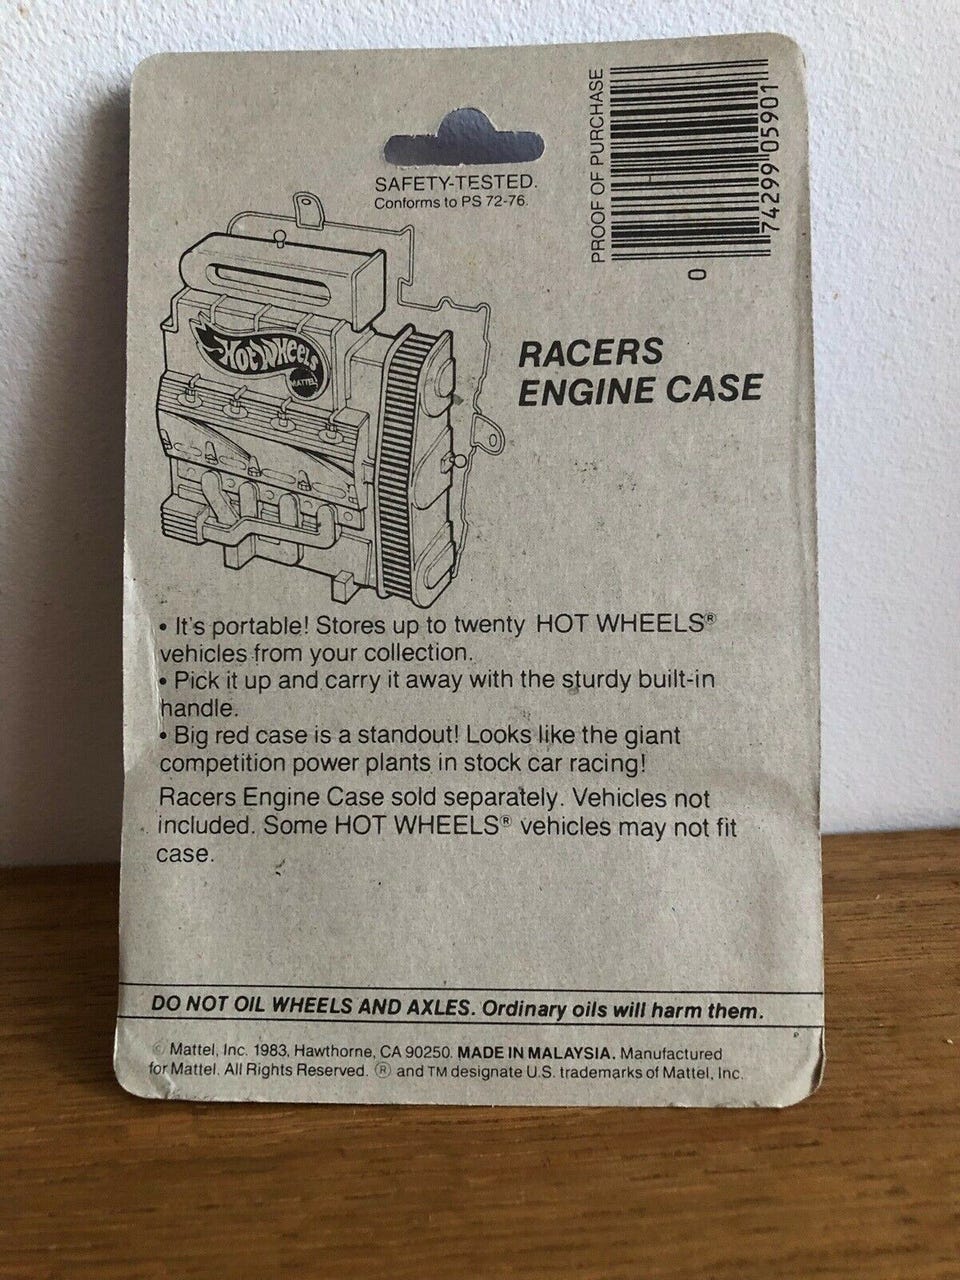 PROOF OF PURCHASE
74299 05901
0
SAFETY-TESTED.
Conforms to PS 72-76.
HOT WHEELS
MATTEL
RACERS
ENGINE CASE
• It's portable! Stores up to twenty HOT WHEELS®
vehicles from your collection.
• Pick it up and carry it away with the sturdy built-in
handle.
• Big red case is a standout! Looks like the giant
competition power plants in stock car racing!
Racers Engine Case sold separately. Vehicles not
included. Some HOT WHEELS® vehicles may not fit
case.
DO NOT OIL WHEELS AND AXLES. Ordinary oils will harm them.
© Mattel, Inc. 1983, Hawthorne, CA 90250. MADE IN MALAYSIA. Manufactured
for Mattel. All Rights Reserved. ® and TM designate U.S. trademarks of Mattel, Inc.